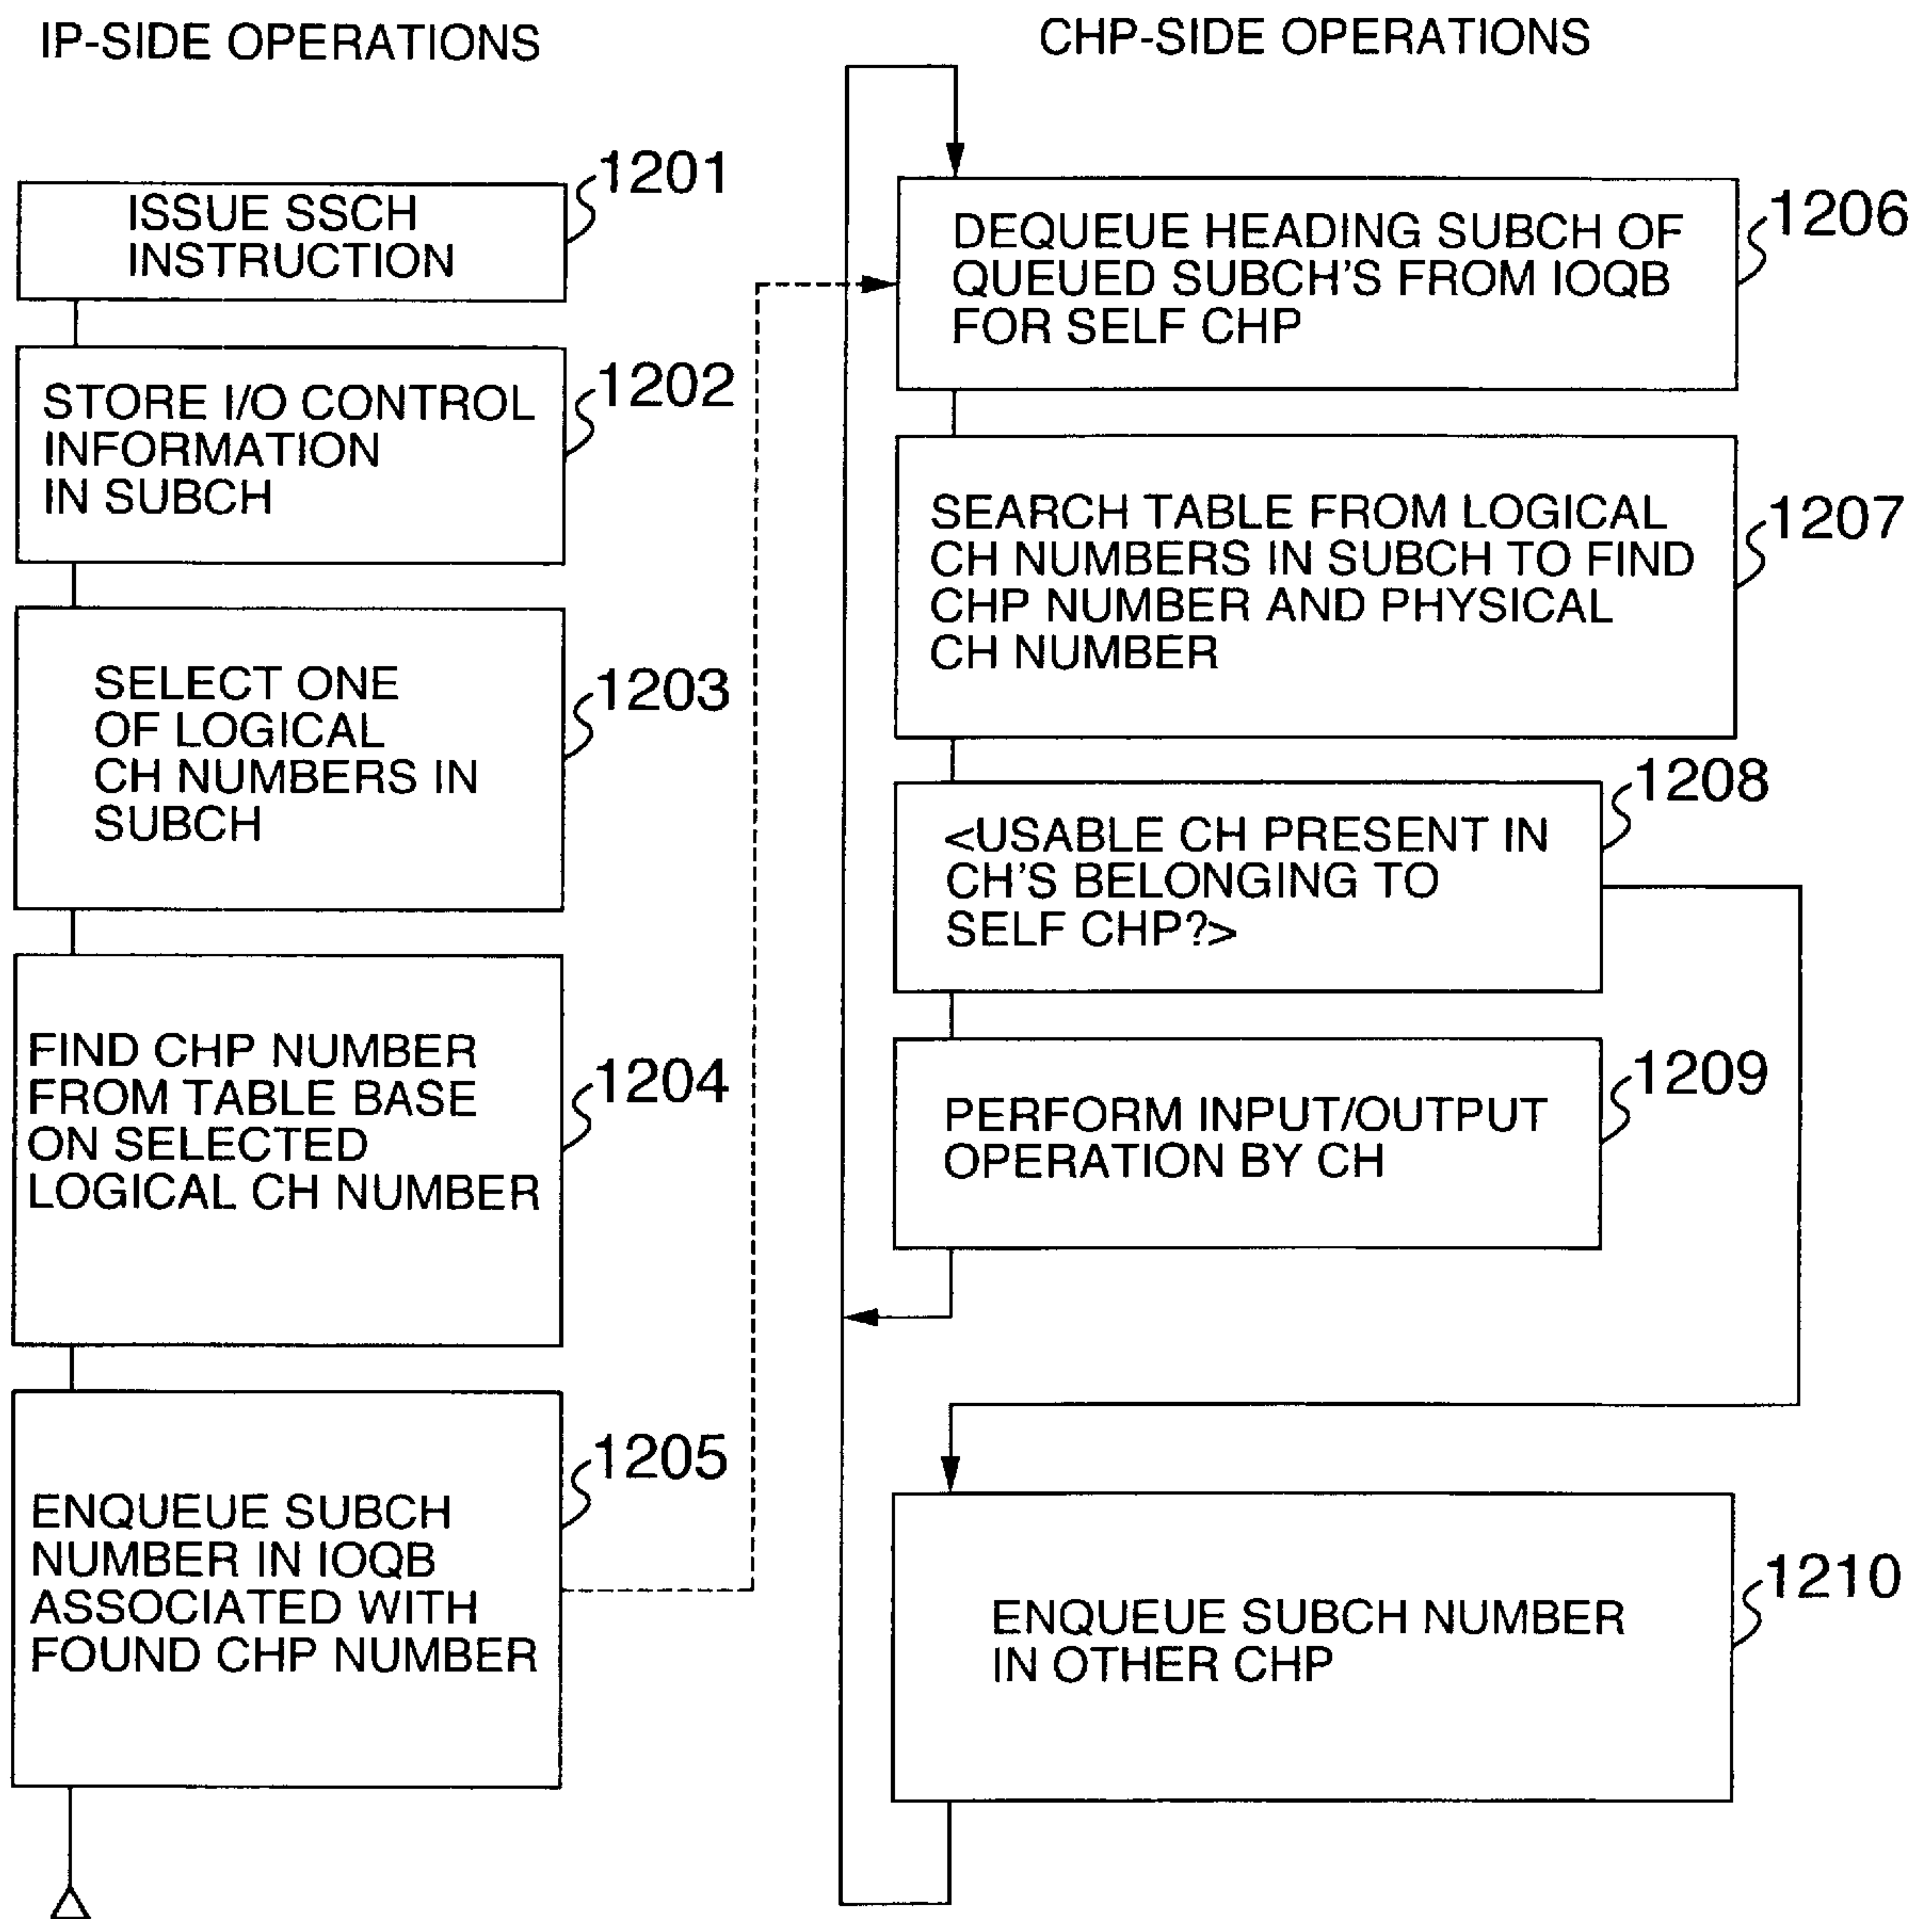 IP-SIDE OPERATIONS
1201
ISSUE SSCH
INSTRUCTION
1202
STORE I/O CONTROL
INFORMATION
IN SUBCH
1203
SELECT ONE
OF LOGICAL
CH NUMBERS IN
SUBCH
1204
FIND CHP NUMBER
FROM TABLE BASE
ON SELECTED
LOGICAL CH NUMBER
1205
ENQUEUE SUBCH
NUMBER IN IOQB
ASSOCIATED WITH
FOUND CHP NUMBER
CHP-SIDE OPERATIONS
1206
DEQUEUE HEADING SUBCH OF
QUEUED SUBCH'S FROM IOQB
FOR SELF CHP
1207
SEARCH TABLE FROM LOGICAL
CH NUMBERS IN SUBCH TO FIND
CHP NUMBER AND PHYSICAL
CH NUMBER
1208
<USABLE CH PRESENT IN
CH'S BELONGING TO
SELF CHP?>
1209
PERFORM INPUT/OUTPUT
OPERATION BY CH
1210
ENQUEUE SUBCH NUMBER
IN OTHER CHP